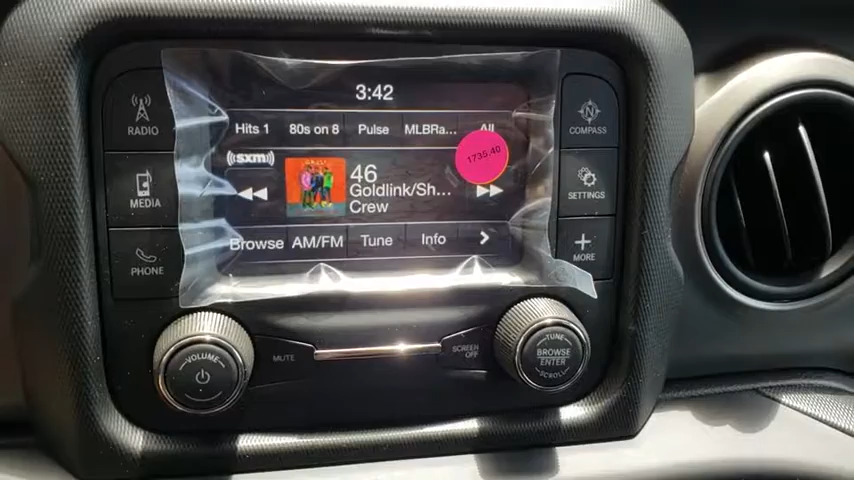 3:42
RADIO
Hits 1 80s on 8 Pulse MLBRa... All
N
COMPASS
1735.40
((sxm))
46
Goldlink/Sh...
Crew
MEDIA
SETTINGS
Browse AM/FM Tune Info
PHONE
MORE
VOLUME
MUTE
SCREEN
OFF
TUNE
BROWSE
ENTER
SCROLL